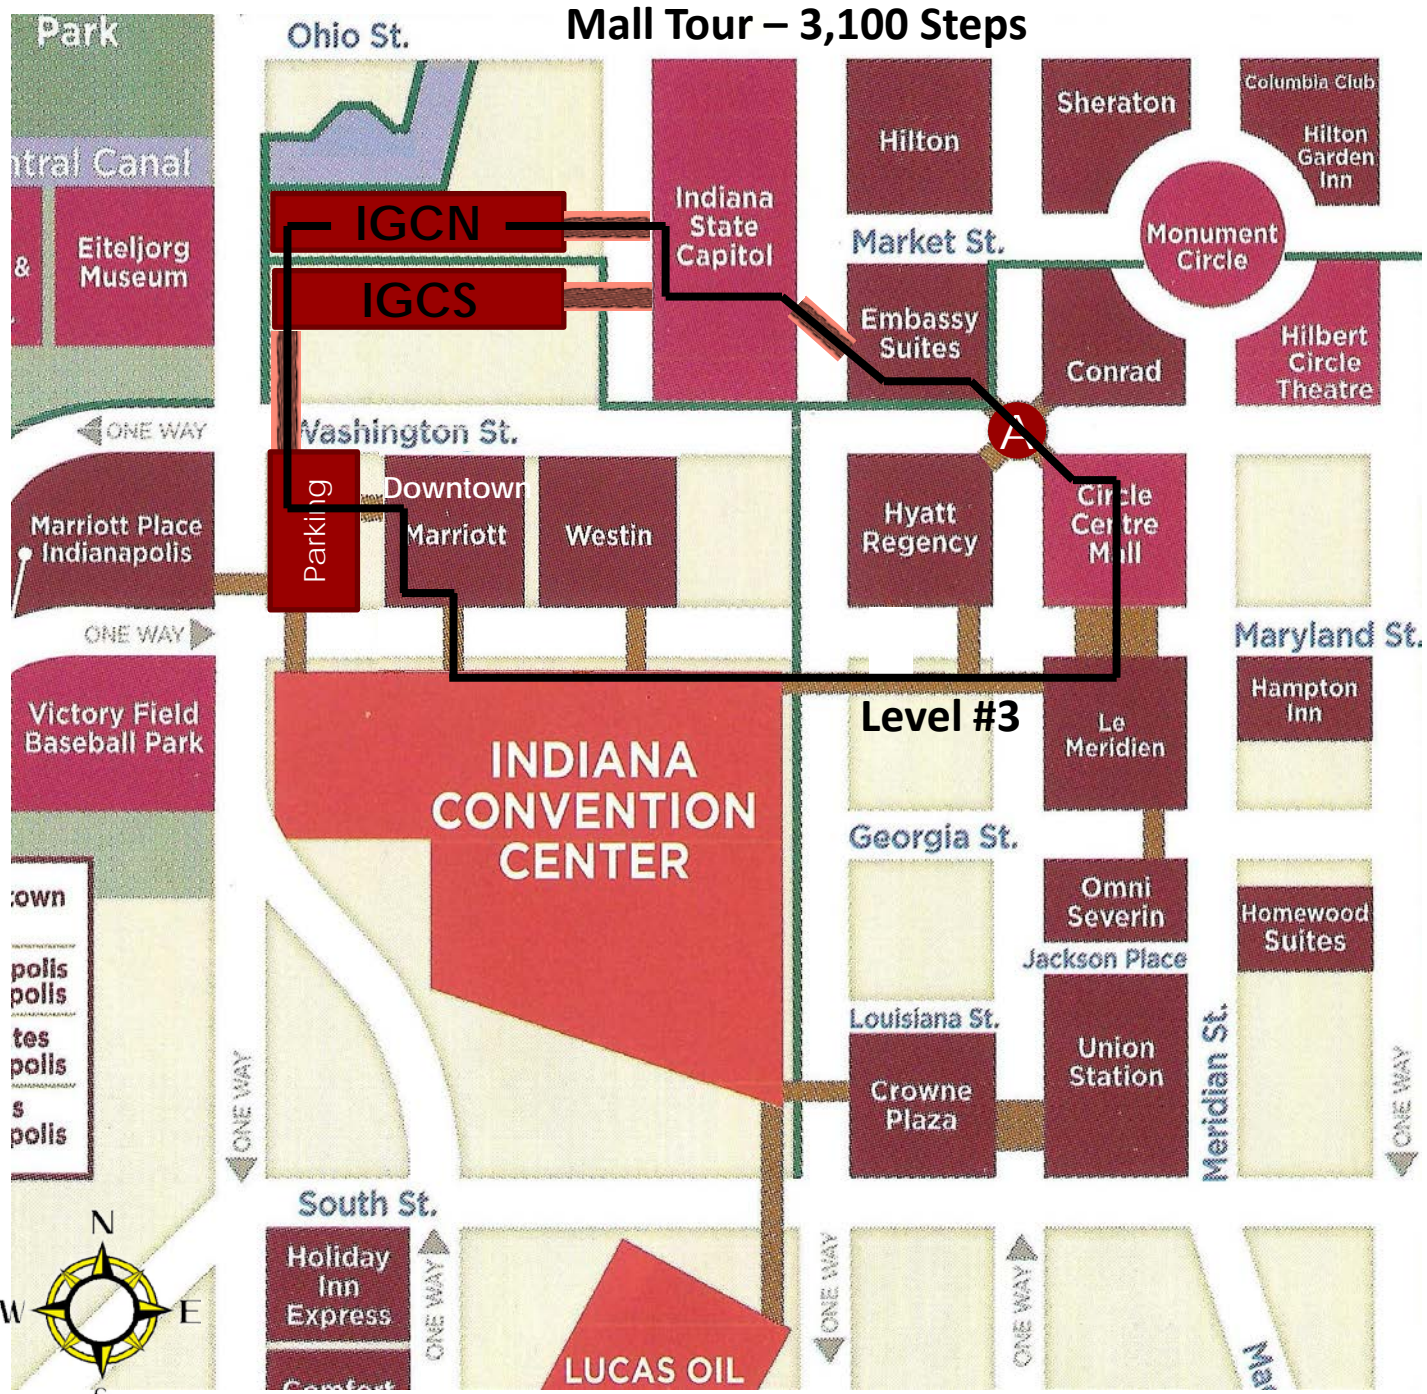 Mall Tour – 3,100 Steps
Park
Ohio St.
ntral Canal
&
Eiteljorg
Museum
IGCN
IGCS
Indiana
State
Capitol
Hilton
Sheraton
Columbia Club
Hilton
Garden
Inn
Market St.
Monument
Circle
Embassy
Suites
Conrad
Hilbert
Circle
Theatre
ONE WAY
Washington St.
A
Marriott Place
Indianapolis
Parking
Downtown
Marriott
Westin
Hyatt
Regency
Circle
Centre
Mall
ONE WAY
Maryland St.
Victory Field
Baseball Park
INDIANA
CONVENTION
CENTER
Level #3
Le
Meridien
Hampton
Inn
Georgia St.
Omni
Severin
Homewood
Suites
Jackson Place
Louisiana St.
Crowne
Plaza
Union
Station
Meridian St.
ONE WAY
town
polis
polis
tes
polis
s
polis
ONE WAY
South St.
N
W
E
S
Holiday
Inn
Express
ONE WAY
Comfort
LUCAS OIL
ONE WAY
ONE WAY